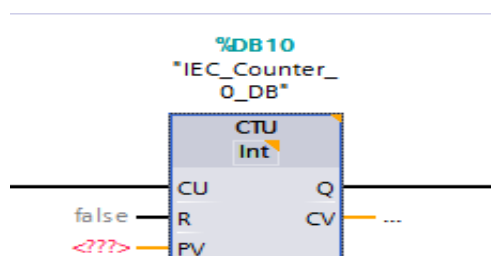 %DB10
"IEC_Counter_
0_DB"
CTU
Int
CU Q
false R CV ...
<???> PV